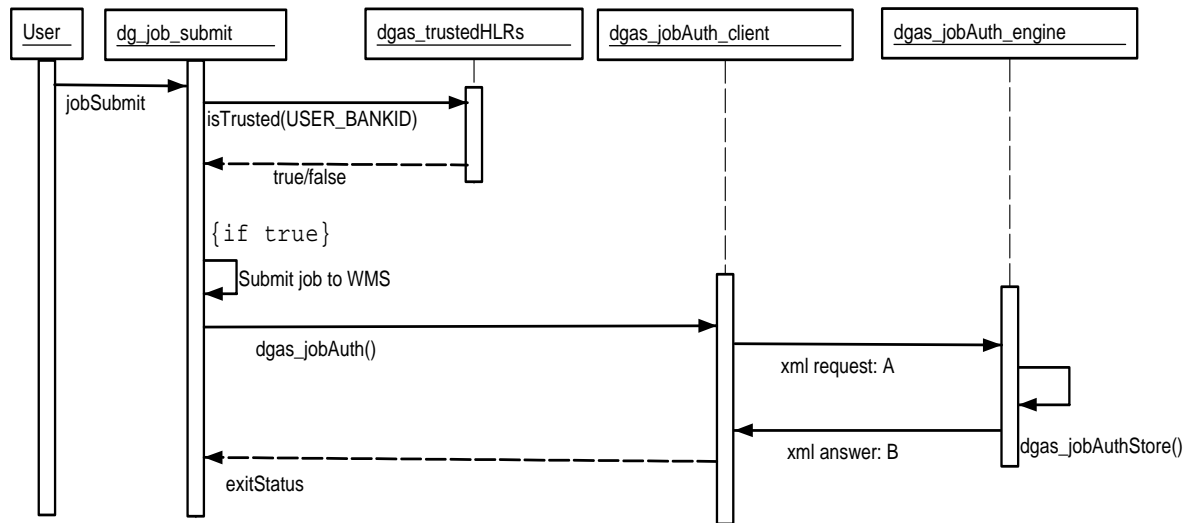 User
dg_job_submit
dgas_trustedHLRs
dgas_jobAuth_client
dgas_jobAuth_engine
jobSubmit
isTrusted(USER_BANKID)
true/false
{if true}
Submit job to WMS
dgas_jobAuth()
xml request: A
dgas_jobAuthStore()
xml answer: B
exitStatus